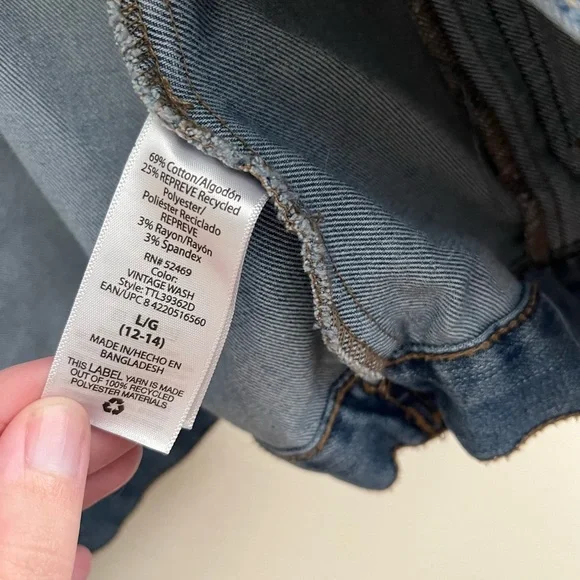 69% Cotton/Algodón
25% REPREVE Recycled
Polyester/
Poliéster Reciclado
REPREVE
3% Rayon/Rayón
3% Spandex
RN# 52469
Color:
VINTAGE WASH
Style: TTL39362D
EAN/UPC 8 4220516560
L/G
(12-14)
MADE IN/HECHO EN
BANGLADESH
THIS LABEL YARN IS MADE
OUT OF 100% RECYCLED
POLYESTER MATERIALS